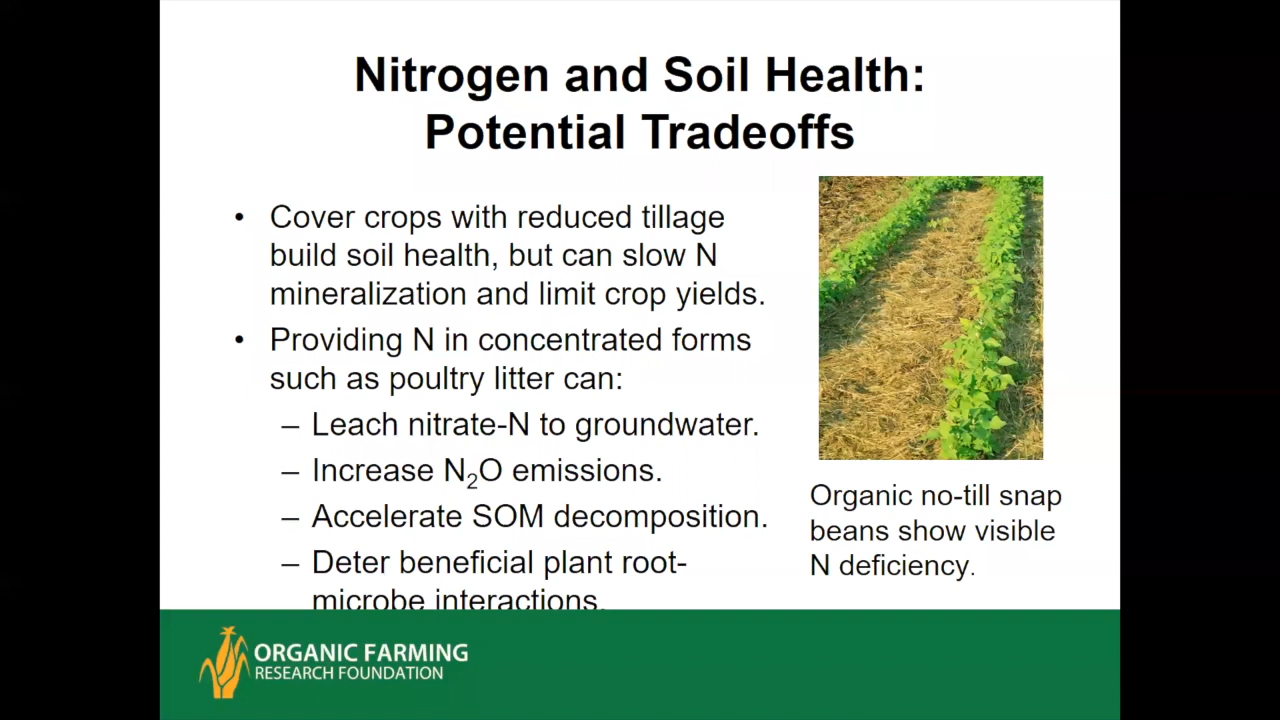 Nitrogen and Soil Health:
Potential Tradeoffs
• Cover crops with reduced tillage
build soil health, but can slow N
mineralization and limit crop yields.
• Providing N in concentrated forms
such as poultry litter can:
– Leach nitrate-N to groundwater.
– Increase N₂O emissions.
– Accelerate SOM decomposition.
– Deter beneficial plant root-
microbe interactions.
Organic no-till snap
beans show visible
N deficiency.
ORGANIC FARMING
RESEARCH FOUNDATION